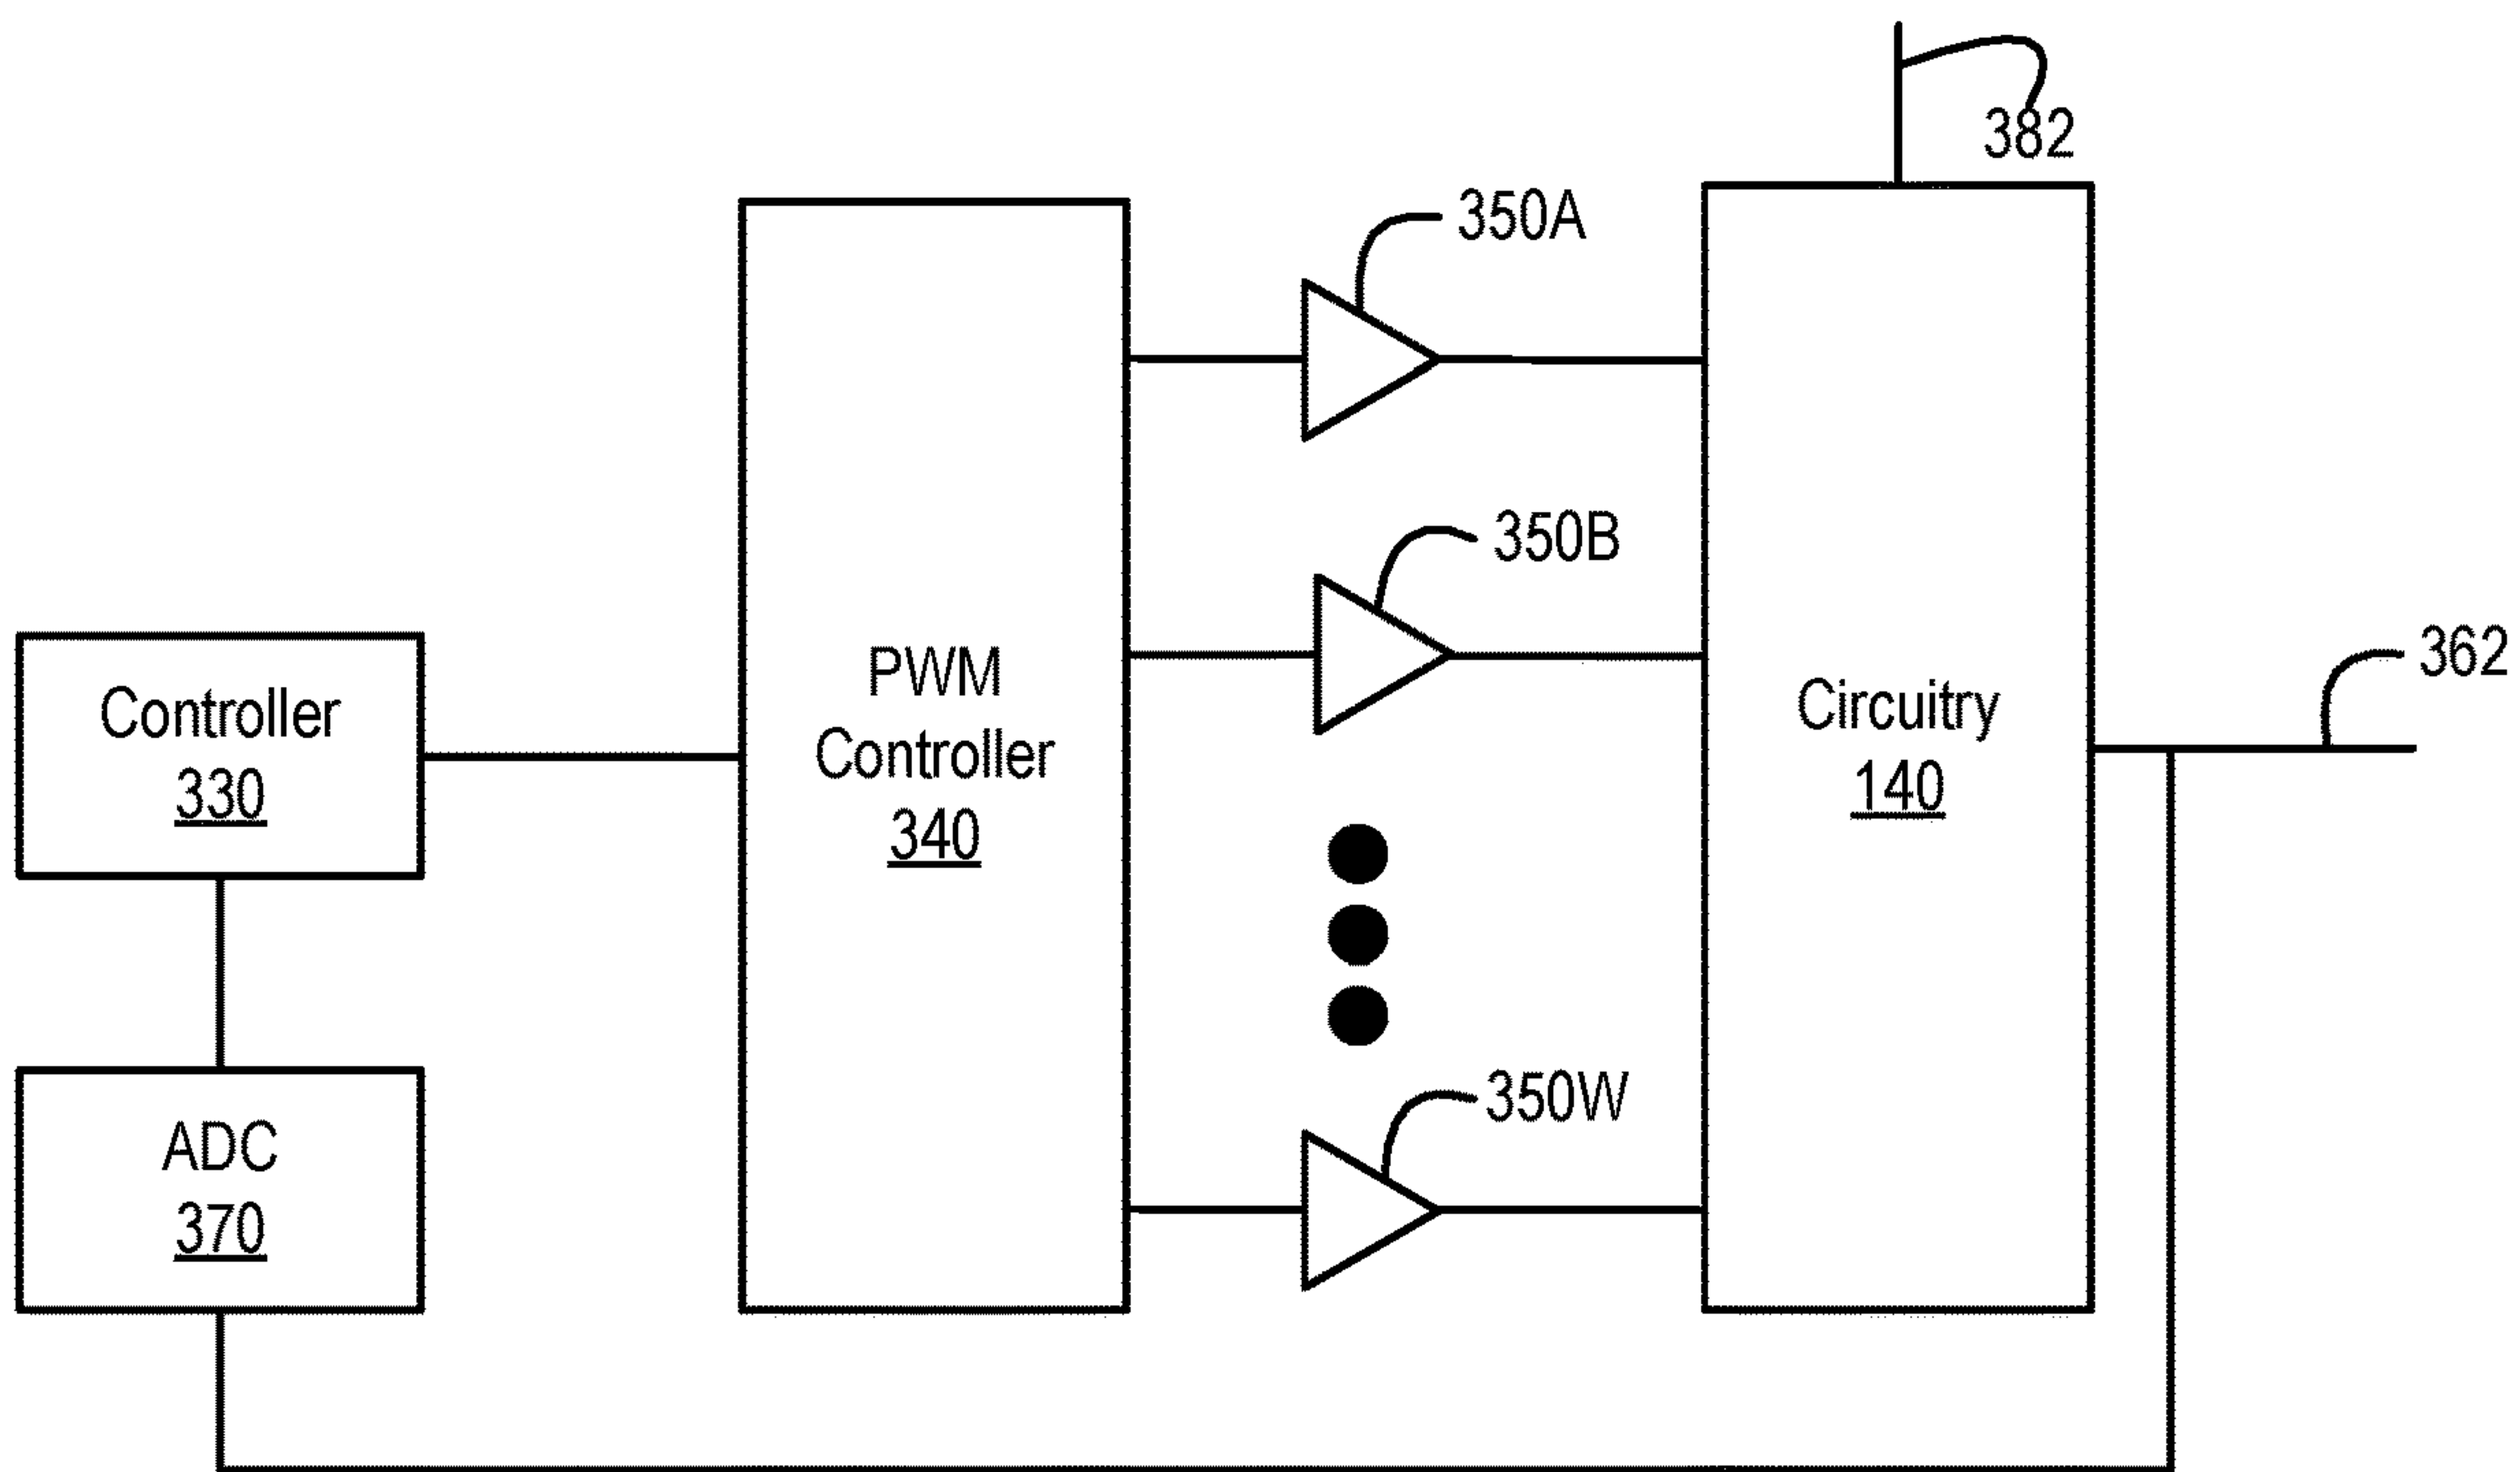 382
350A
350B
362
Controller
330
PWM
Controller
340
Circuitry
140
350W
ADC
370